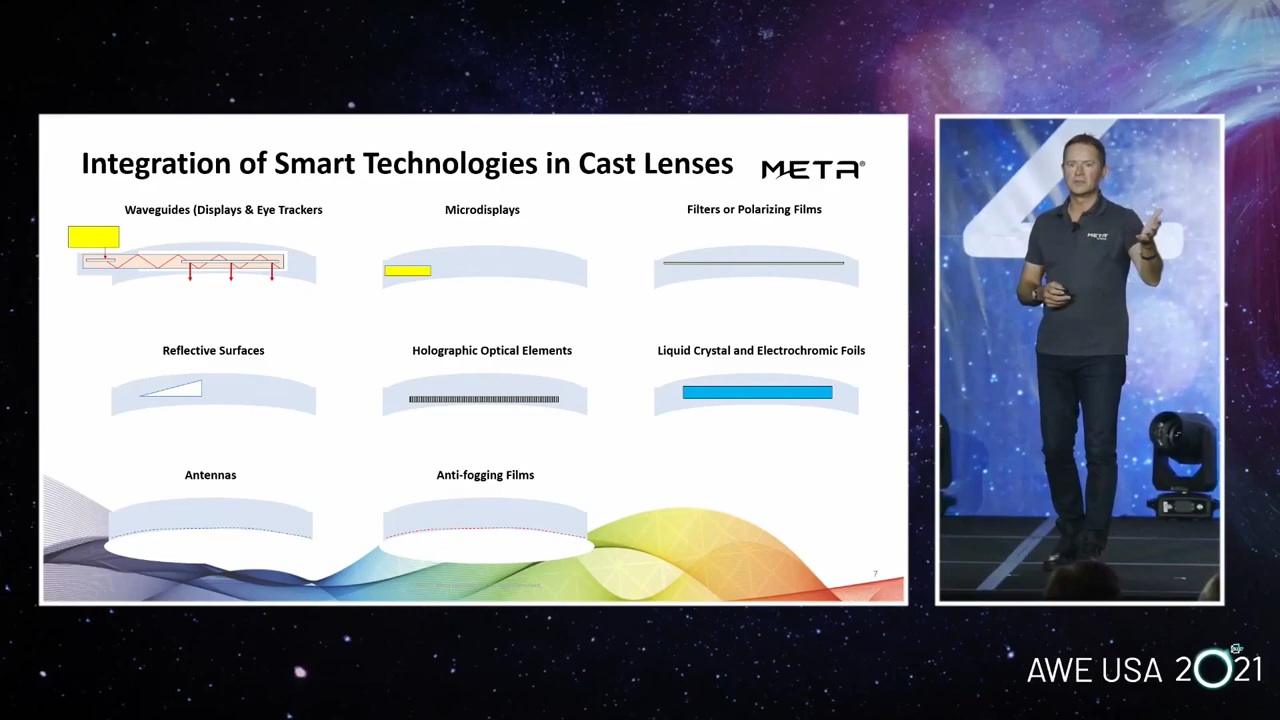 Integration of Smart Technologies in Cast Lenses
META®
Waveguides (Displays & Eye Trackers
Microdisplays
Filters or Polarizing Films
Reflective Surfaces
Holographic Optical Elements
Liquid Crystal and Electrochromic Foils
Antennas
Anti-fogging Films
7
META
AWE USA 2021